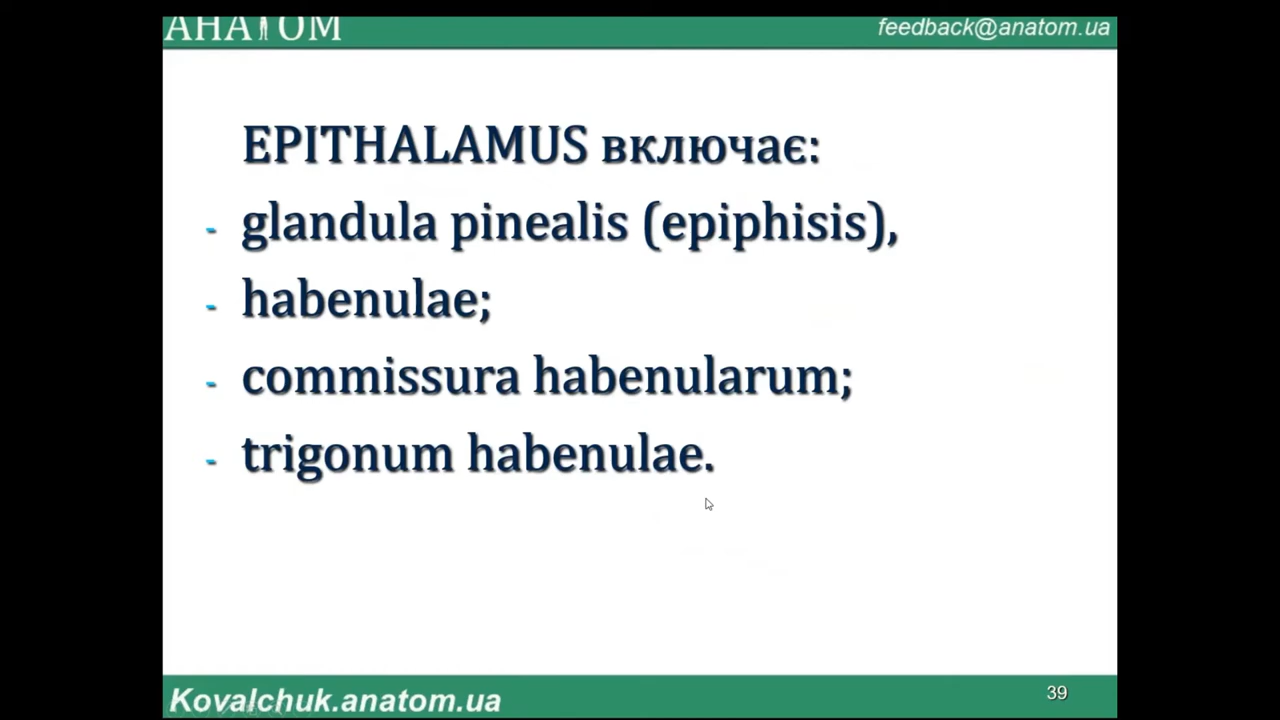 АНАТОМ
feedback@anatom.ua
EPITHALAMUS включає:
- glandula pinealis (epiphisis),
- habenulae;
- commissura habenularum;
- trigonum habenulae.
Kovalchuk.anatom.ua
39